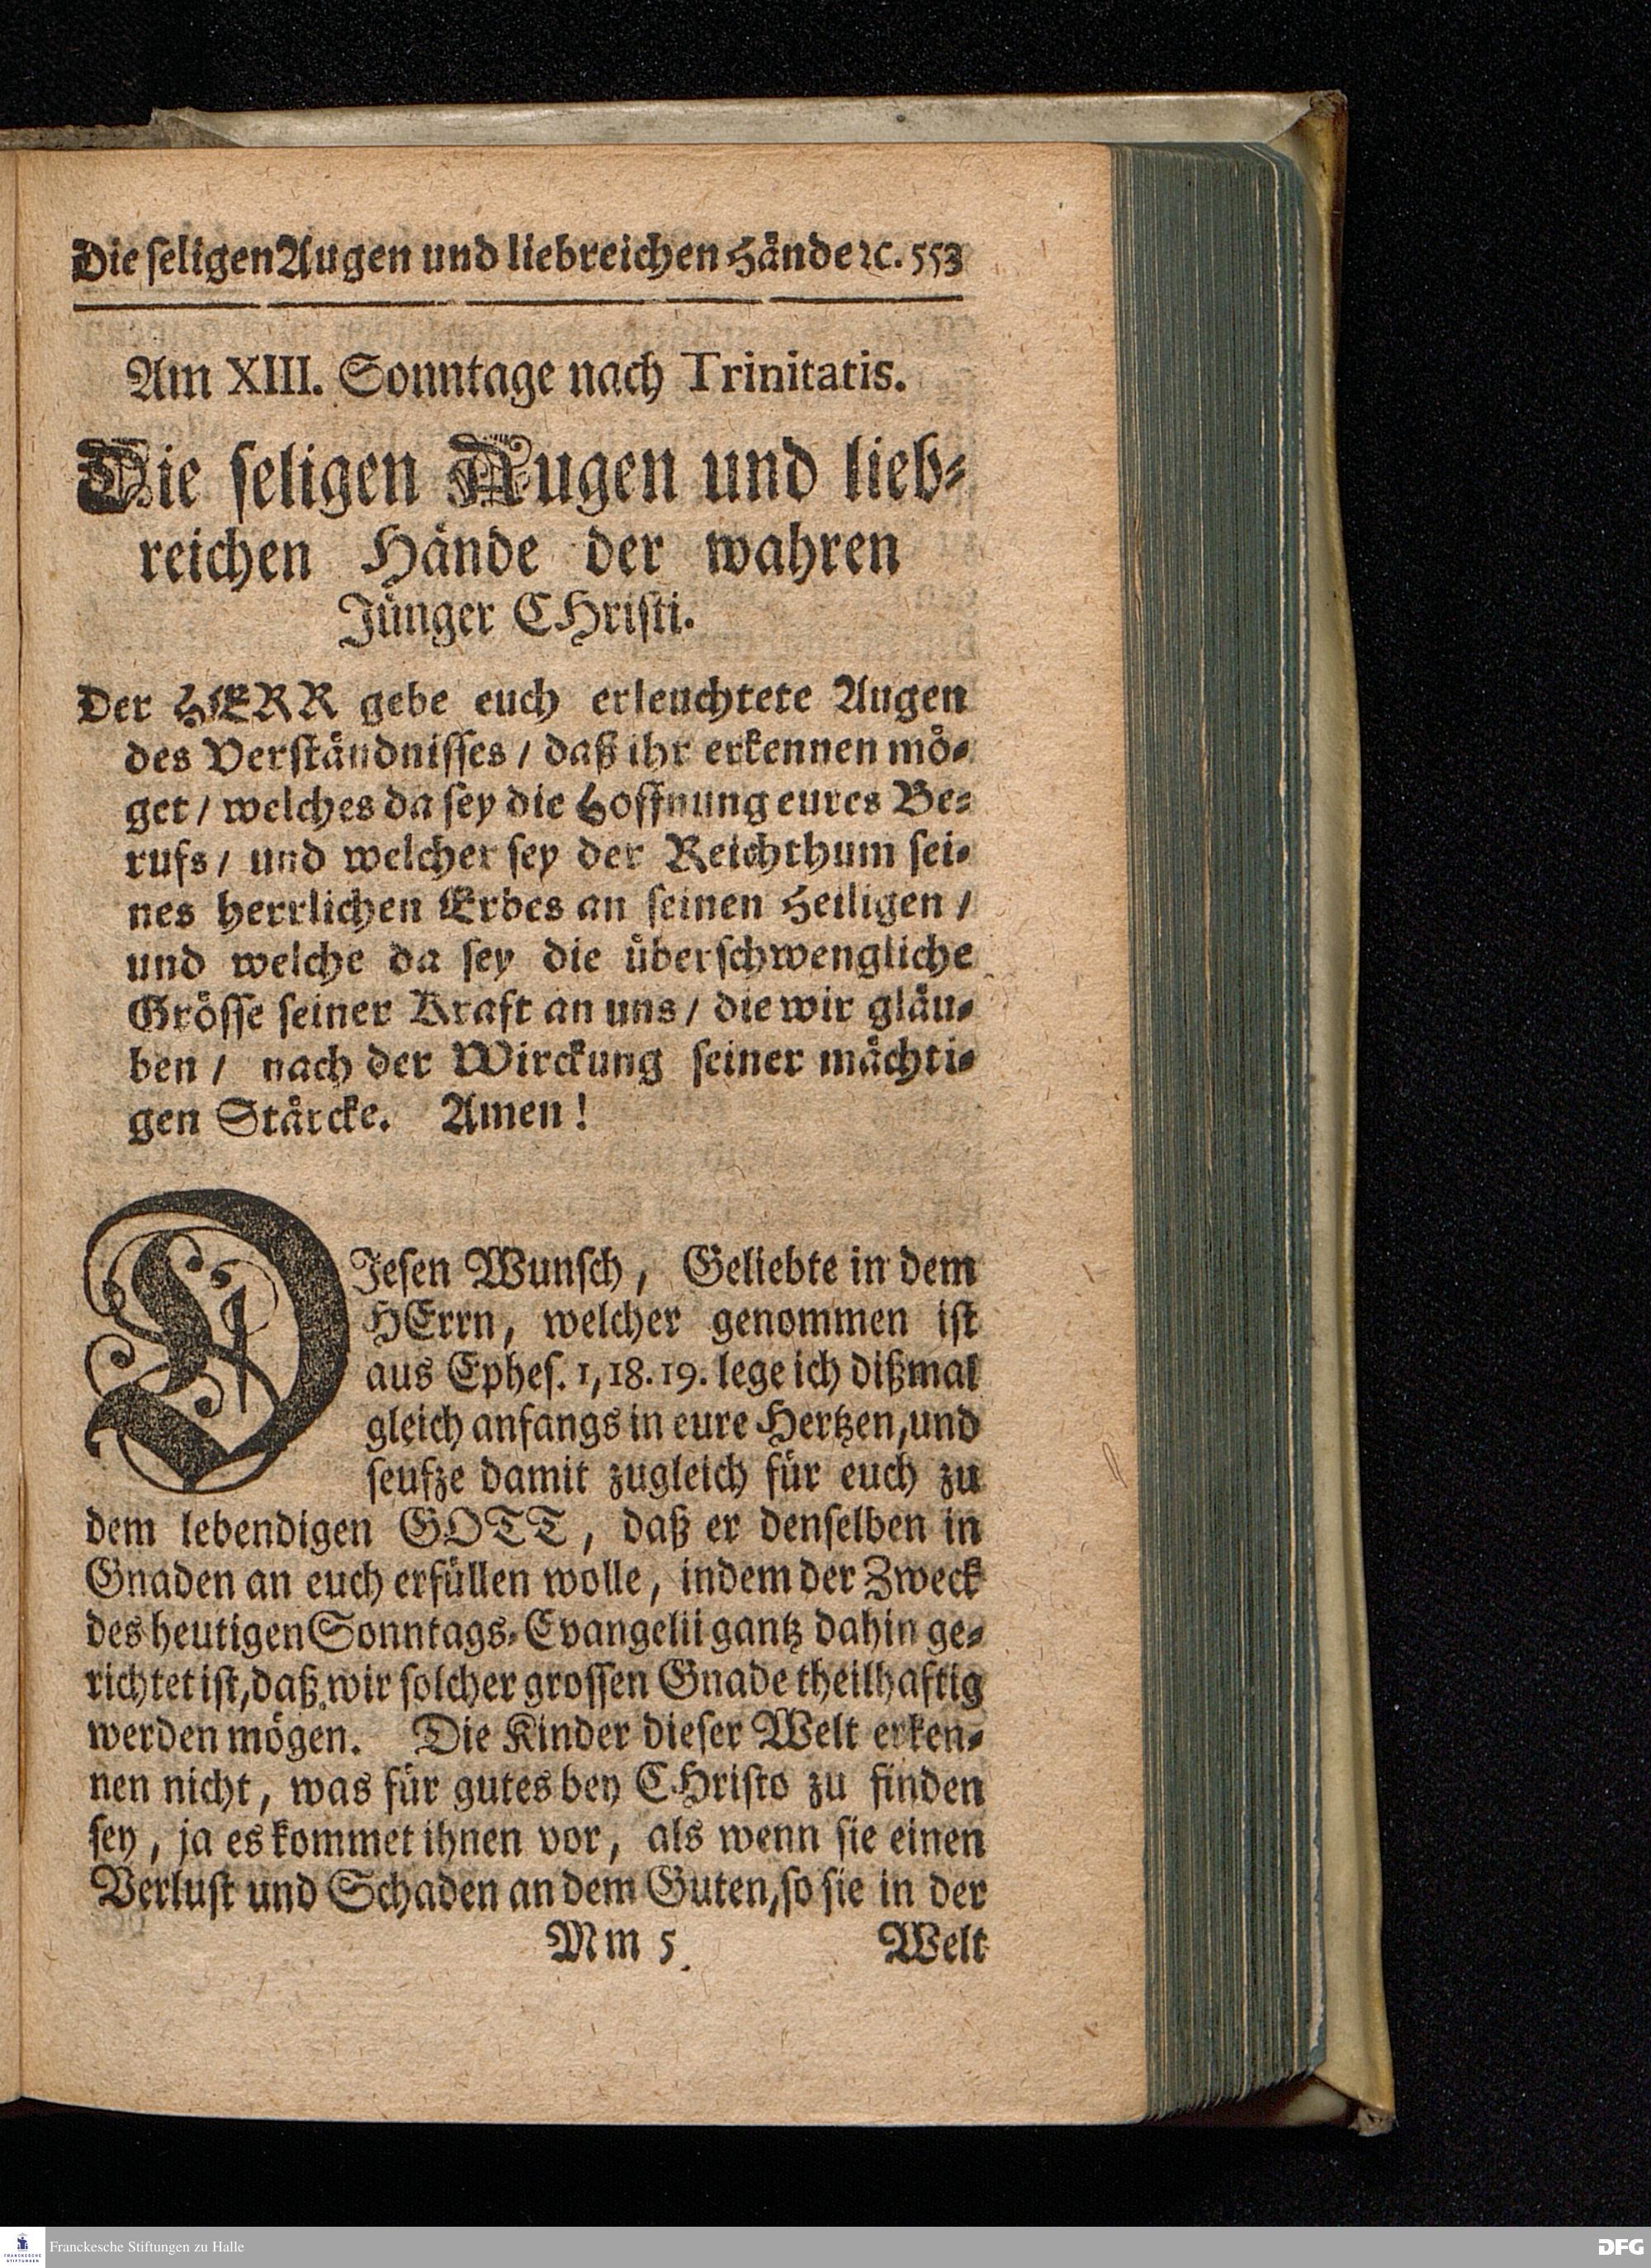 Die ſeligen Augen und liebreichen Hände ꝛc. 553
Am XIII. Sonntage nach Trinitatis.
Die ſeligen Augen und lieb-
reichen Hände der wahren
Jünger CHriſti.
Der HERR gebe euch erleuchtete Augen
des Verſtändniſſes / daß ihr erkennen mö-
get / welches da ſey die Hoffnung eures Be-
rufs / und welcher ſey der Reichthum ſei-
nes herrlichen Erbes an ſeinen Heiligen /
und welche da ſey die überſchwengliche
Gröſſe ſeiner Kraft an uns / die wir gläu-
ben / nach der Wirckung ſeiner mächti-
gen Stärcke. Amen!
DJeſen Wunſch, Geliebte in dem
HErrn, welcher genommen iſt
aus Epheſ. 1, 18. 19. lege ich dißmal
gleich anfangs in eure Hertzen, und
ſeufze damit zugleich für euch zu
dem lebendigen GOTT, daß er denſelben in
Gnaden an euch erfüllen wolle, indem der Zweck
des heutigen Sonntags-Evangelii gantz dahin ge-
richtet iſt, daß wir ſolcher groſſen Gnade theilhaftig
werden mögen. Die Kinder dieſer Welt erken-
nen nicht, was für gutes bey CHriſto zu finden
ſey, ja es kommet ihnen vor, als wenn ſie einen
Verluſt und Schaden an dem Guten, ſo ſie in der
Mm 5 Welt
FRANCKESCHE STIFTUNGEN
Franckesche Stiftungen zu Halle
DFG